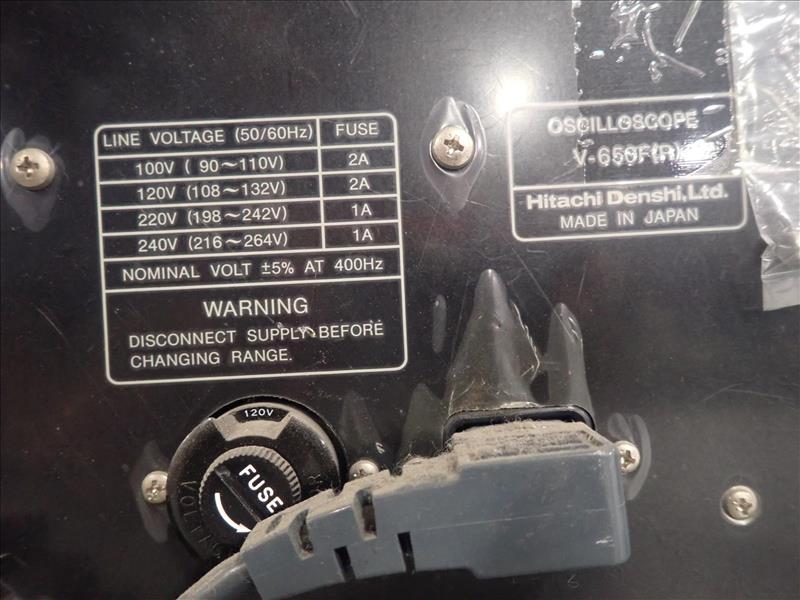 LINE VOLTAGE (50/60Hz) FUSE
100V ( 90～110V) 2A
120V (108～132V) 2A
220V (198～242V) 1A
240V (216～264V) 1A
NOMINAL VOLT ±5% AT 400Hz
WARNING
DISCONNECT SUPPLY BEFORE
CHANGING RANGE.
OSCILLOSCOPE
V-650F(R)
Hitachi Denshi, Ltd.
MADE IN JAPAN
120V
FUSE